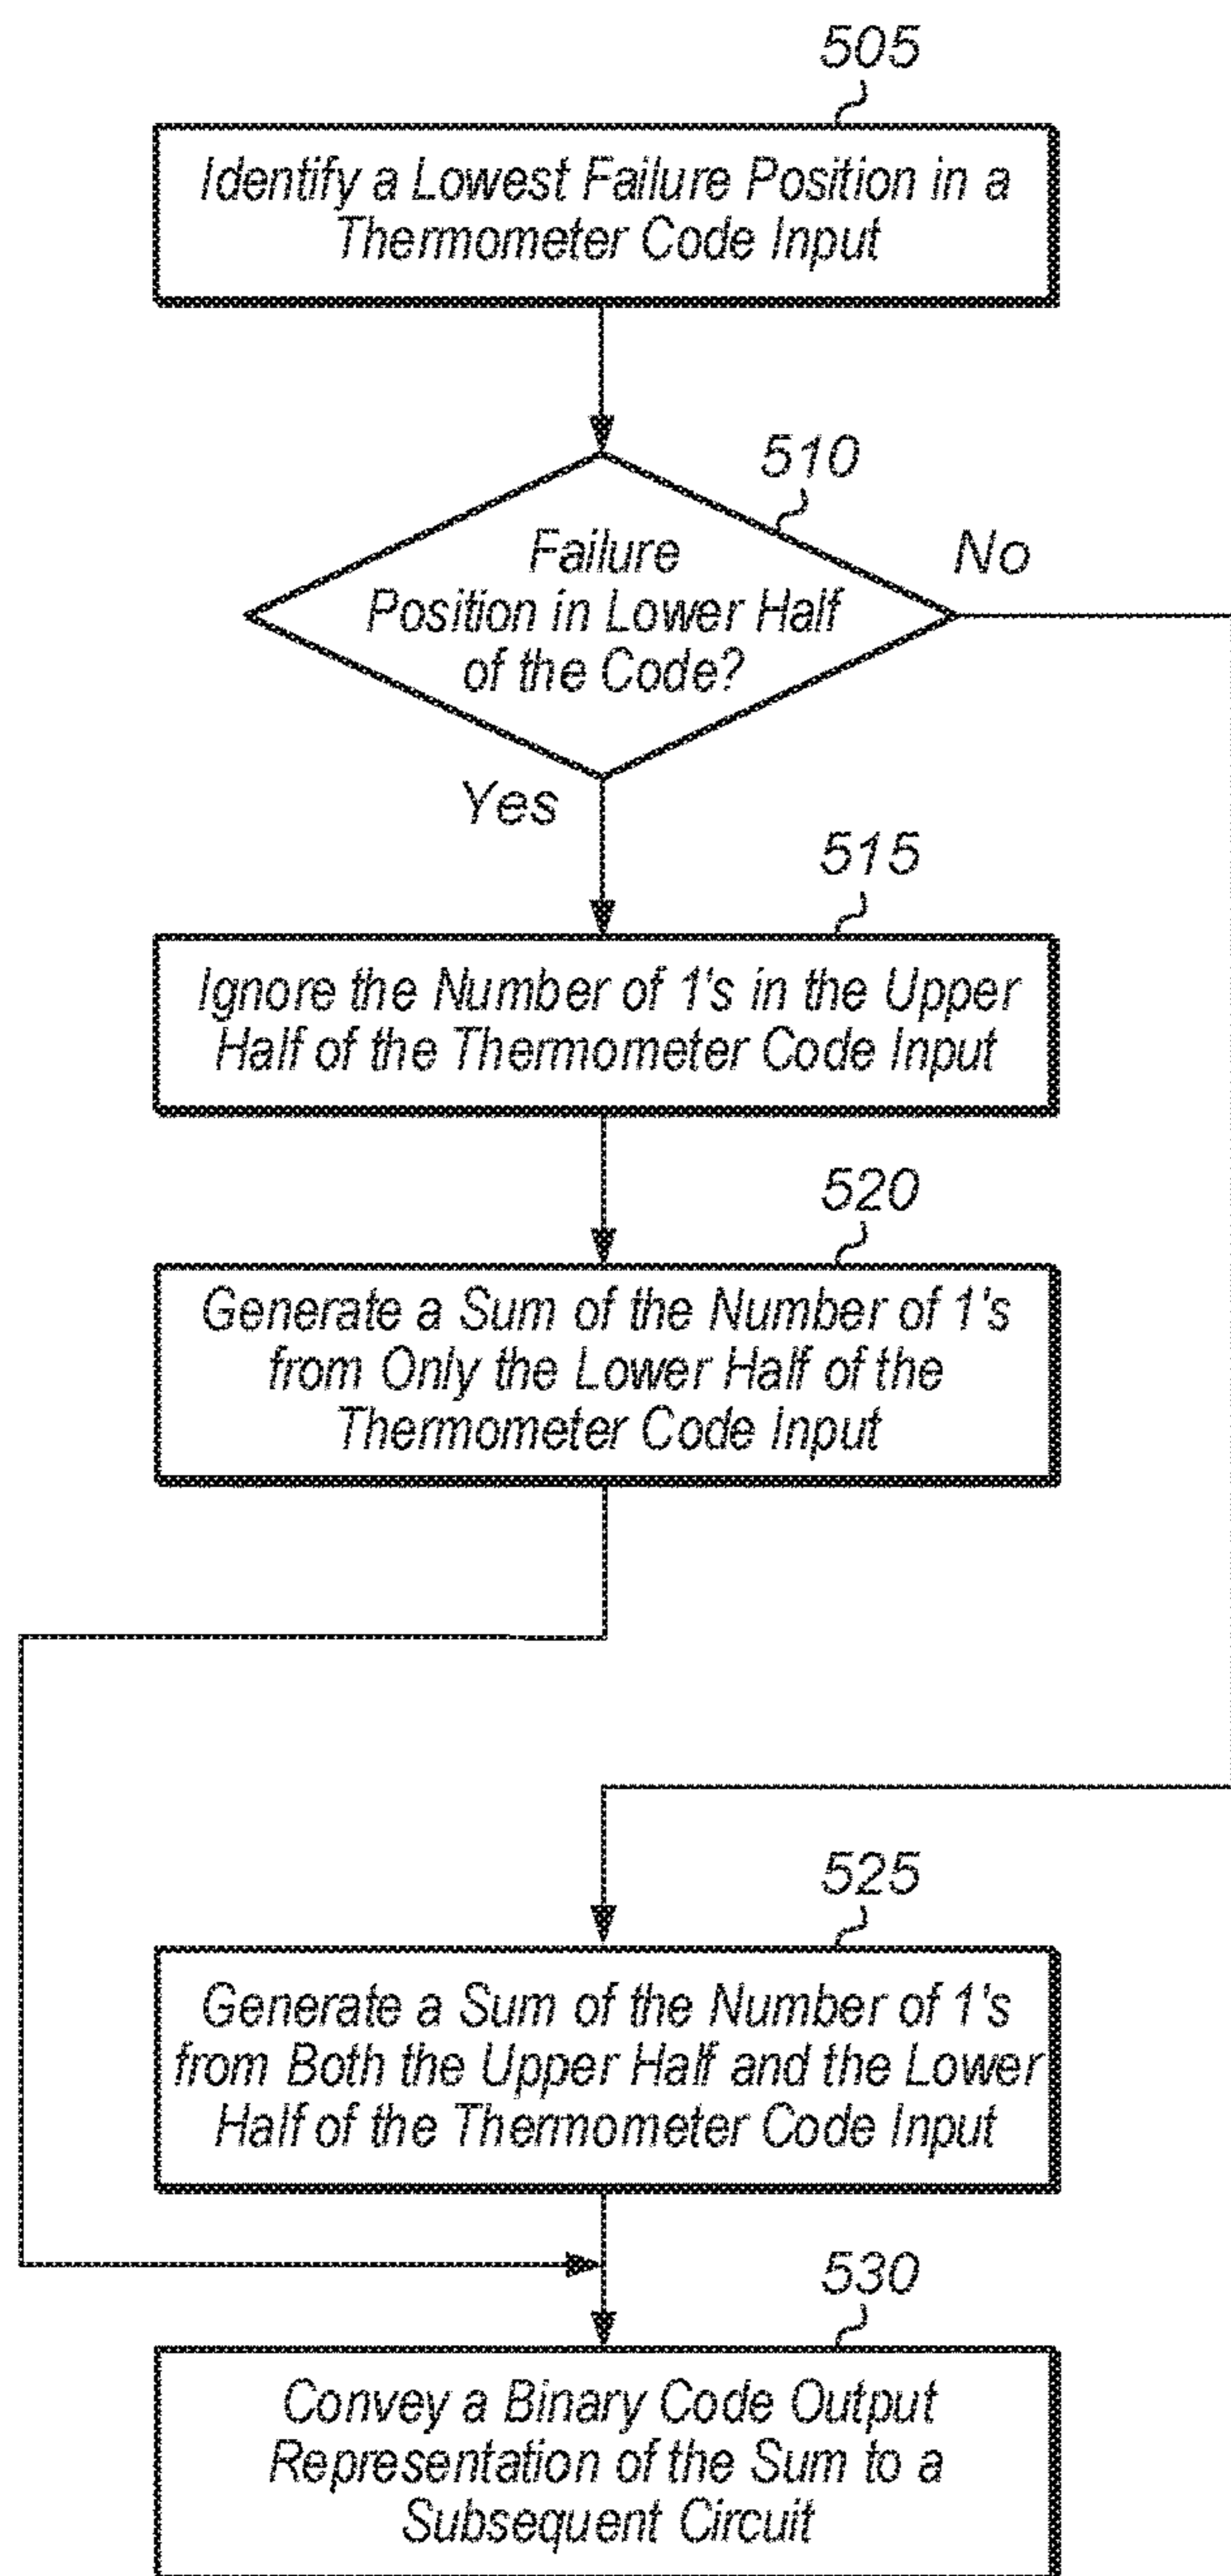 505
Identify a Lowest Failure Position in a
Thermometer Code Input
510
No
Failure
Position in Lower Half
of the Code?
Yes
515
Ignore the Number of 1's in the Upper
Half of the Thermometer Code Input
520
Generate a Sum of the Number of 1's
from Only the Lower Half of the
Thermometer Code Input
525
Generate a Sum of the Number of 1's
from Both the Upper Half and the Lower
Half of the Thermometer Code Input
530
Convey a Binary Code Output
Representation of the Sum to a
Subsequent Circuit